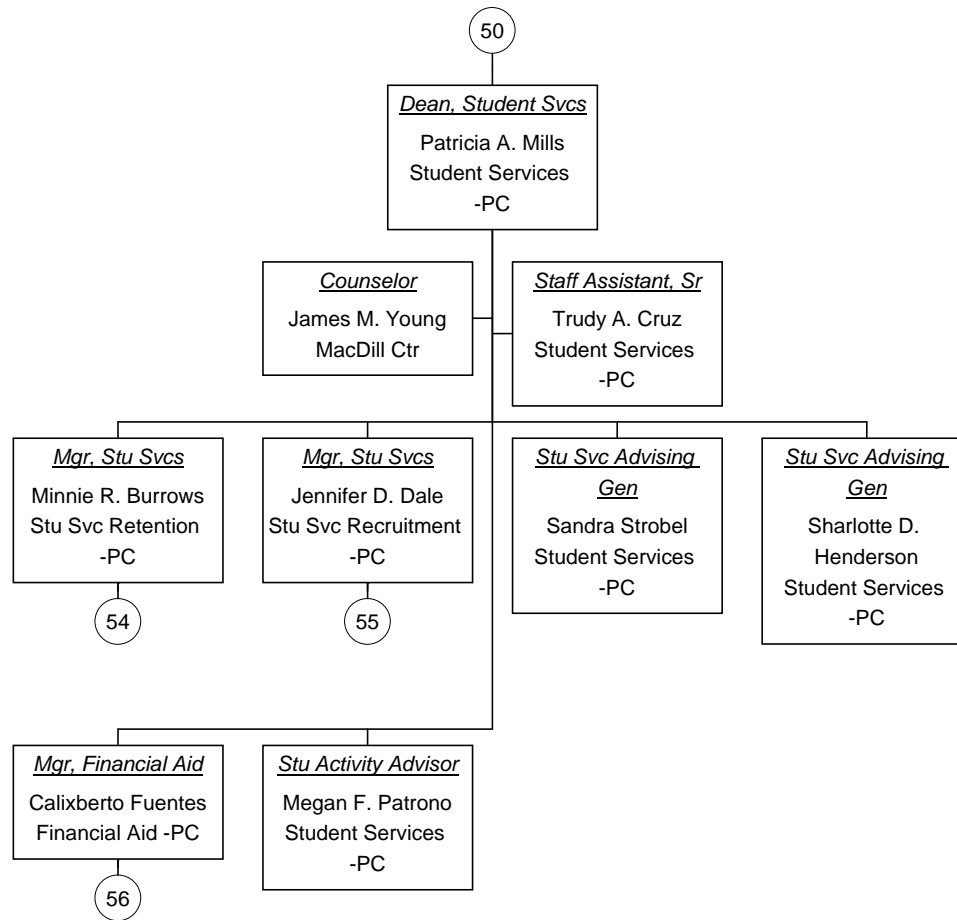 50
Dean, Student Svcs
Patricia A. Mills
Student Services
-PC
Counselor
James M. Young
MacDill Ctr
Staff Assistant, Sr
Trudy A. Cruz
Student Services
-PC
Mgr, Stu Svcs
Minnie R. Burrows
Stu Svc Retention
-PC
54
Mgr, Stu Svcs
Jennifer D. Dale
Stu Svc Recruitment
-PC
55
Stu Svc Advising
Gen
Sandra Strobel
Student Services
-PC
Stu Svc Advising
Gen
Sharlotte D.
Henderson
Student Services
-PC
Mgr, Financial Aid
Calixberto Fuentes
Financial Aid -PC
56
Stu Activity Advisor
Megan F. Patrono
Student Services
-PC